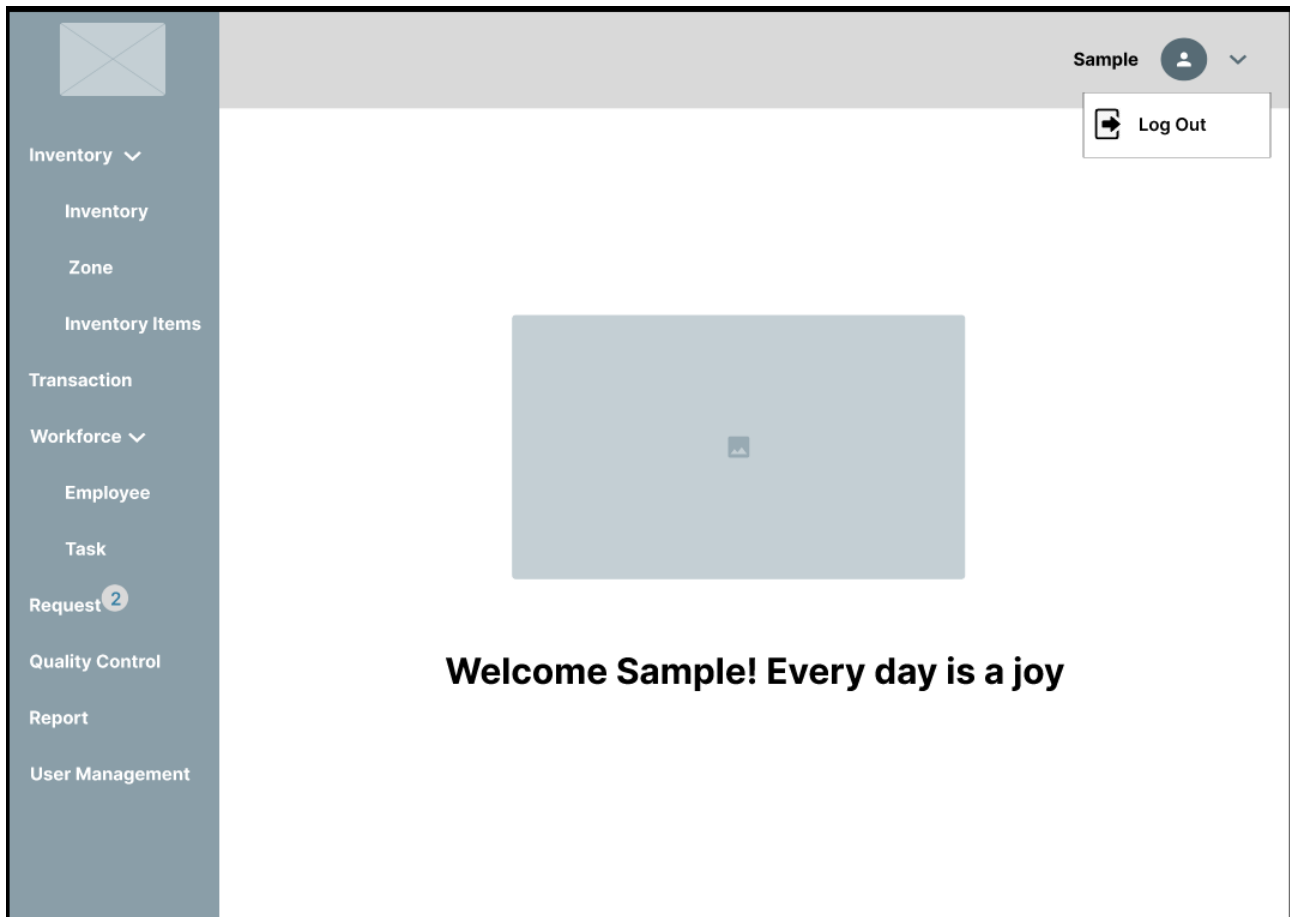 Sample
Log Out
Inventory
Inventory
Zone
Inventory Items
Transaction
Workforce
Employee
Task
Request 2
Quality Control
Report
User Management
Welcome Sample! Every day is a joy